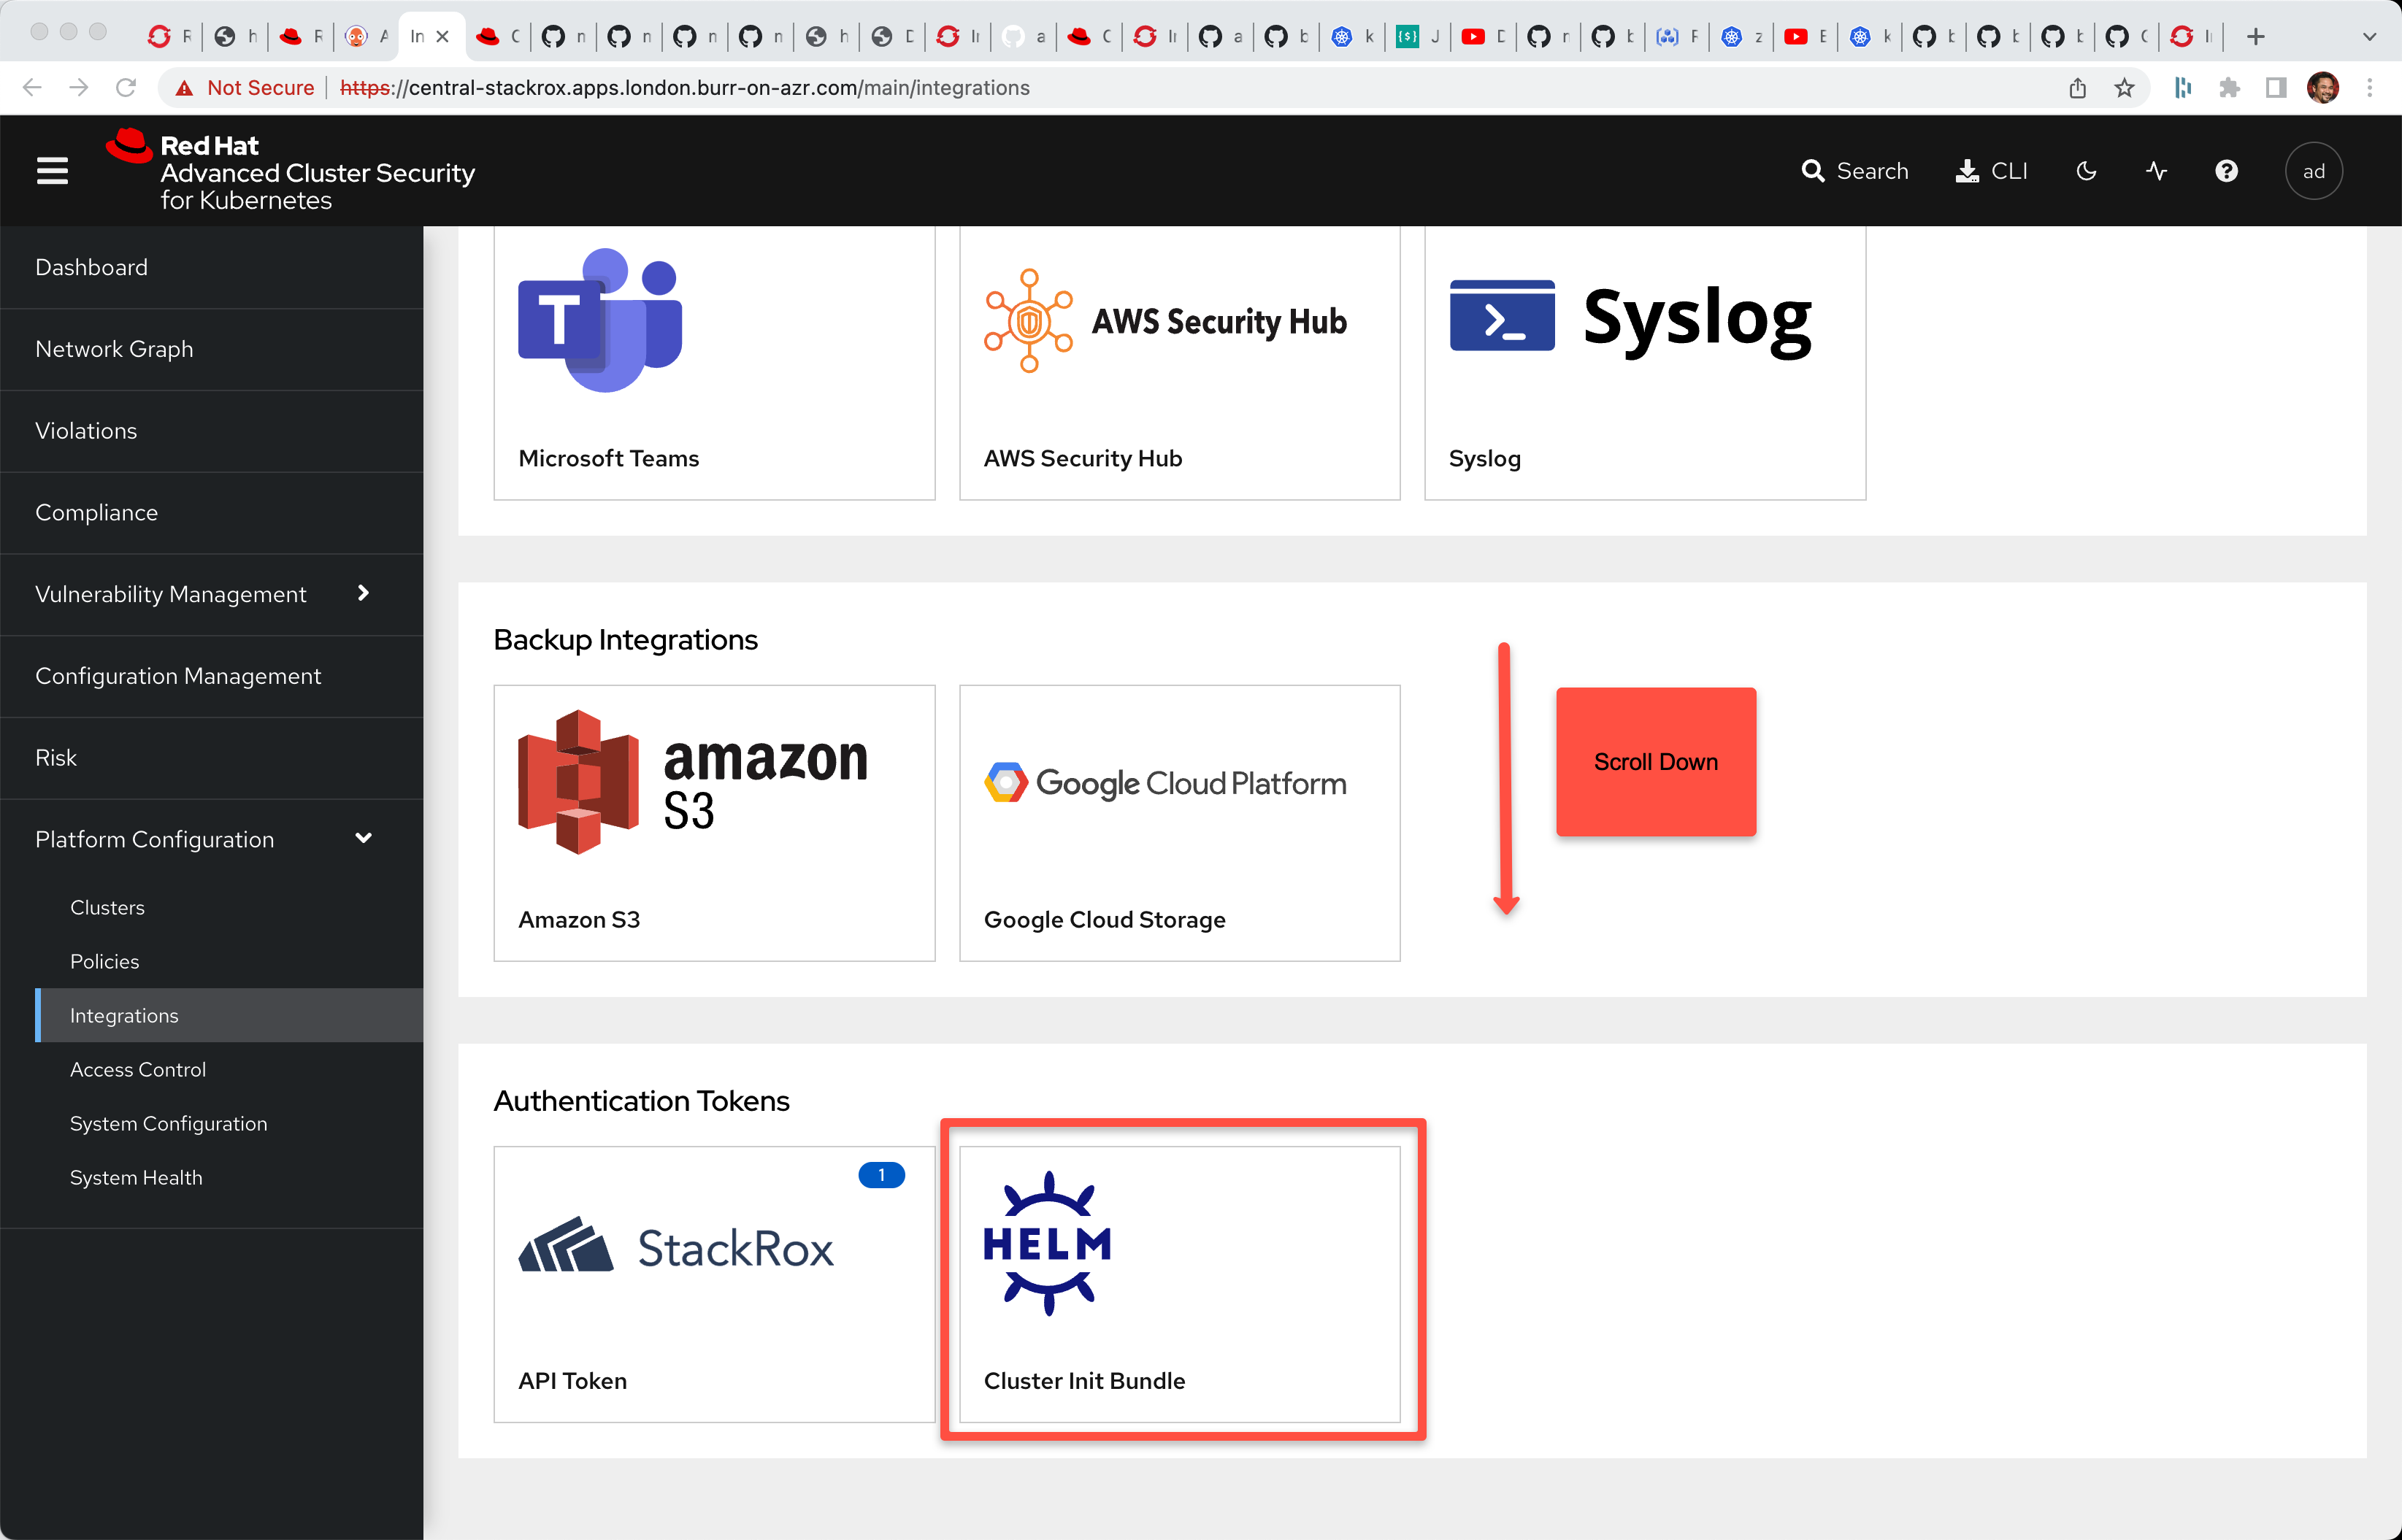 In
Not Secure
https://central-stackrox.apps.london.burr-on-azr.com/main/integrations
Red Hat
Advanced Cluster Security
for Kubernetes
Search
CLI
ad
Dashboard
Network Graph
Violations
Compliance
Vulnerability Management
Configuration Management
Risk
Platform Configuration
Clusters
Policies
Integrations
Access Control
System Configuration
System Health
T
AWS Security Hub
Syslog
Microsoft Teams
AWS Security Hub
Syslog
Backup Integrations
amazon
S3
Google Cloud Platform
Scroll Down
Amazon S3
Google Cloud Storage
Authentication Tokens
1
StackRox
HELM
API Token
Cluster Init Bundle